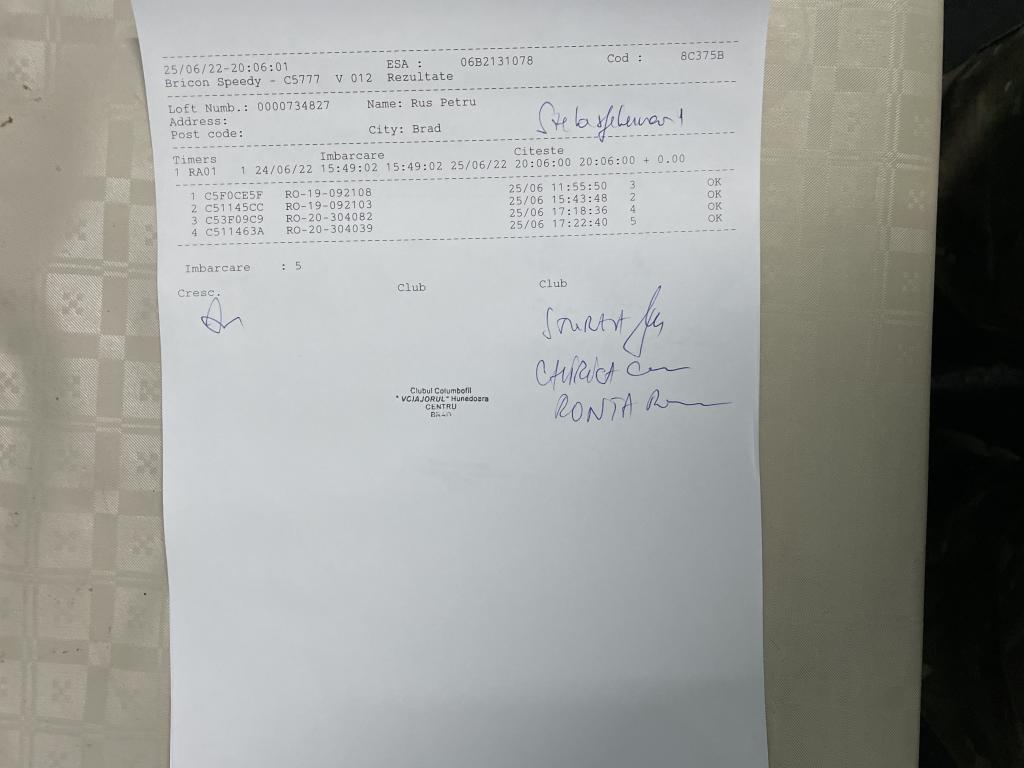 25/06/22-20:06:01 ESA : 06B2131078 Cod : 8C375B
Bricon Speedy - C5777 V 012 Rezultate
Loft Numb.: 0000734827 Name: Rus Petru
Address:
Post code: City: Brad
Timers Imbarcare Citeste
1 RA01 1 24/06/22 15:49:02 15:49:02 25/06/22 20:06:00 20:06:00 + 0.00
1 C5F0CE5F RO-19-092108 25/06 11:55:50 3 OK
2 C51145CC RO-19-092103 25/06 15:43:48 2 OK
3 C53F09C9 RO-20-304082 25/06 17:18:36 4 OK
4 C511463A RO-20-304039 25/06 17:22:40 5 OK
Imbarcare : 5
Cresc. Club Club
Clubul Columbofil
"VOIAJORUL" Hunedoara
CENTRU
BRAD
RONTA